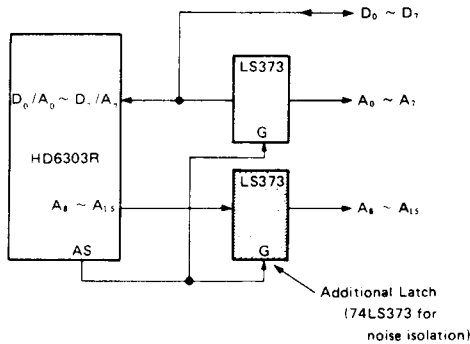 D₀ ~ D₇
LS373
D₀/A₀ ~ D₇/A₇
A₀ ~ A₇
G
HD6303R
LS373
A₈ ~ A₁₅
A₈ ~ A₁₅
AS
G
Additional Latch
(74LS373 for
noise isolation)